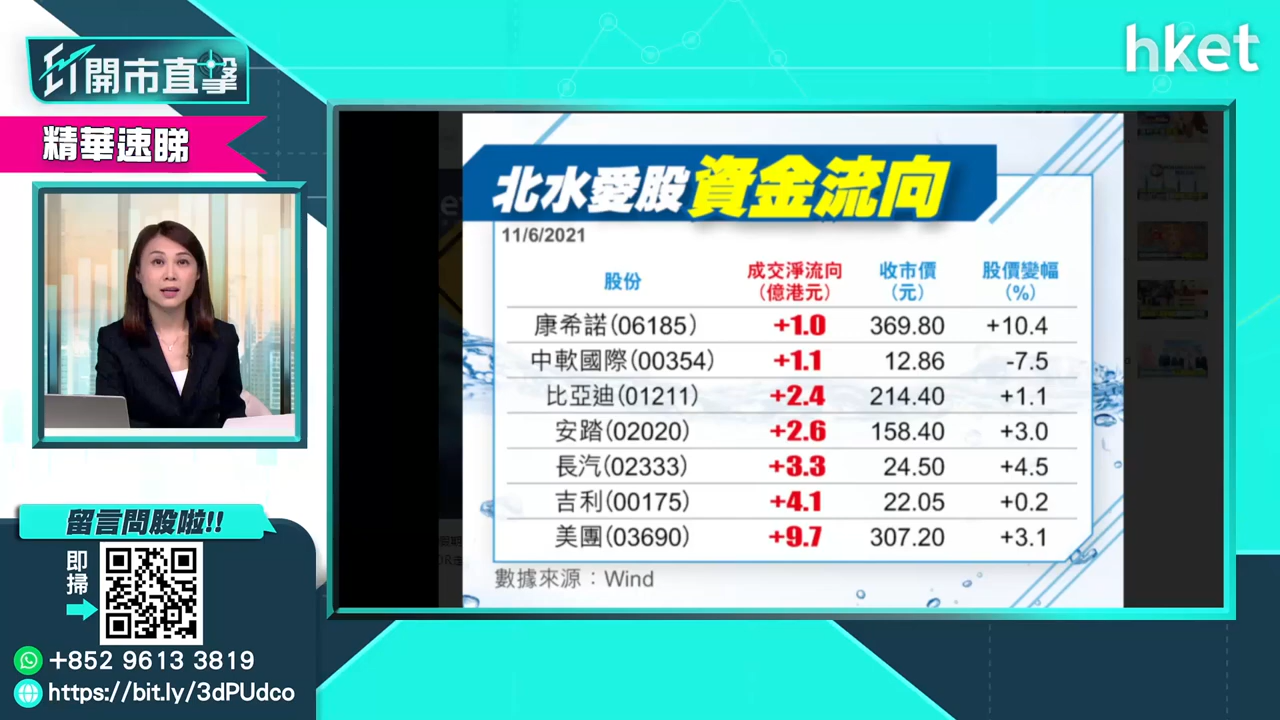 hket
ET開市直擊
精華速睇
北水愛股資金流向
11/6/2021
股份 成交淨流向(億港元) 收市價(元) 股價變幅(%)
康希諾(06185) +1.0 369.80 +10.4
中軟國際(00354) +1.1 12.86 -7.5
比亞迪(01211) +2.4 214.40 +1.1
安踏(02020) +2.6 158.40 +3.0
長汽(02333) +3.3 24.50 +4.5
吉利(00175) +4.1 22.05 +0.2
美團(03690) +9.7 307.20 +3.1
數據來源：Wind
留言問股啦!!
即掃
+852 9613 3819
https://bit.ly/3dPUdco